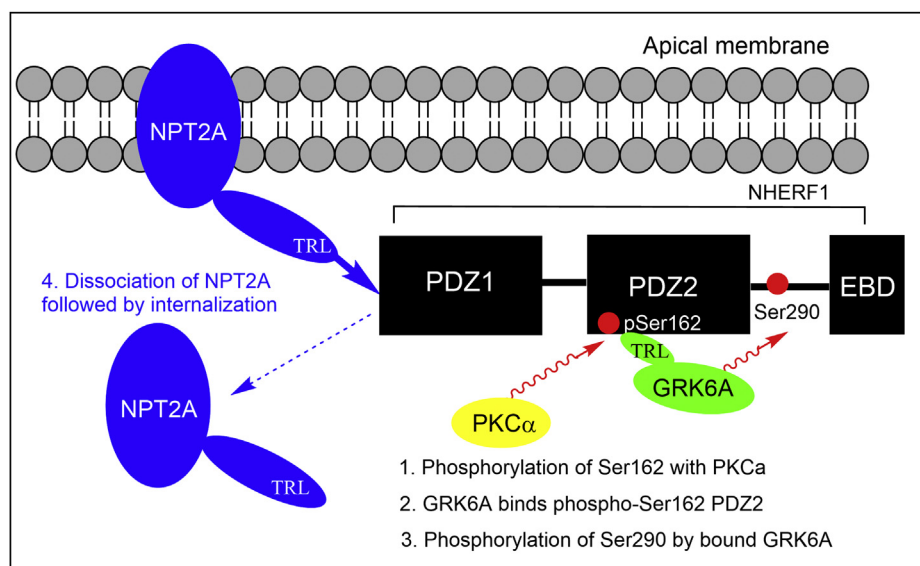 Apical membrane
NPT2A
NHERF1
TRL
PDZ1
PDZ2
EBD
4. Dissociation of NPT2A
followed by internalization
pSer162
Ser290
TRL
GRK6A
NPT2A
PKCα
TRL
1. Phosphorylation of Ser162 with PKCa
2. GRK6A binds phospho-Ser162 PDZ2
3. Phosphorylation of Ser290 by bound GRK6A